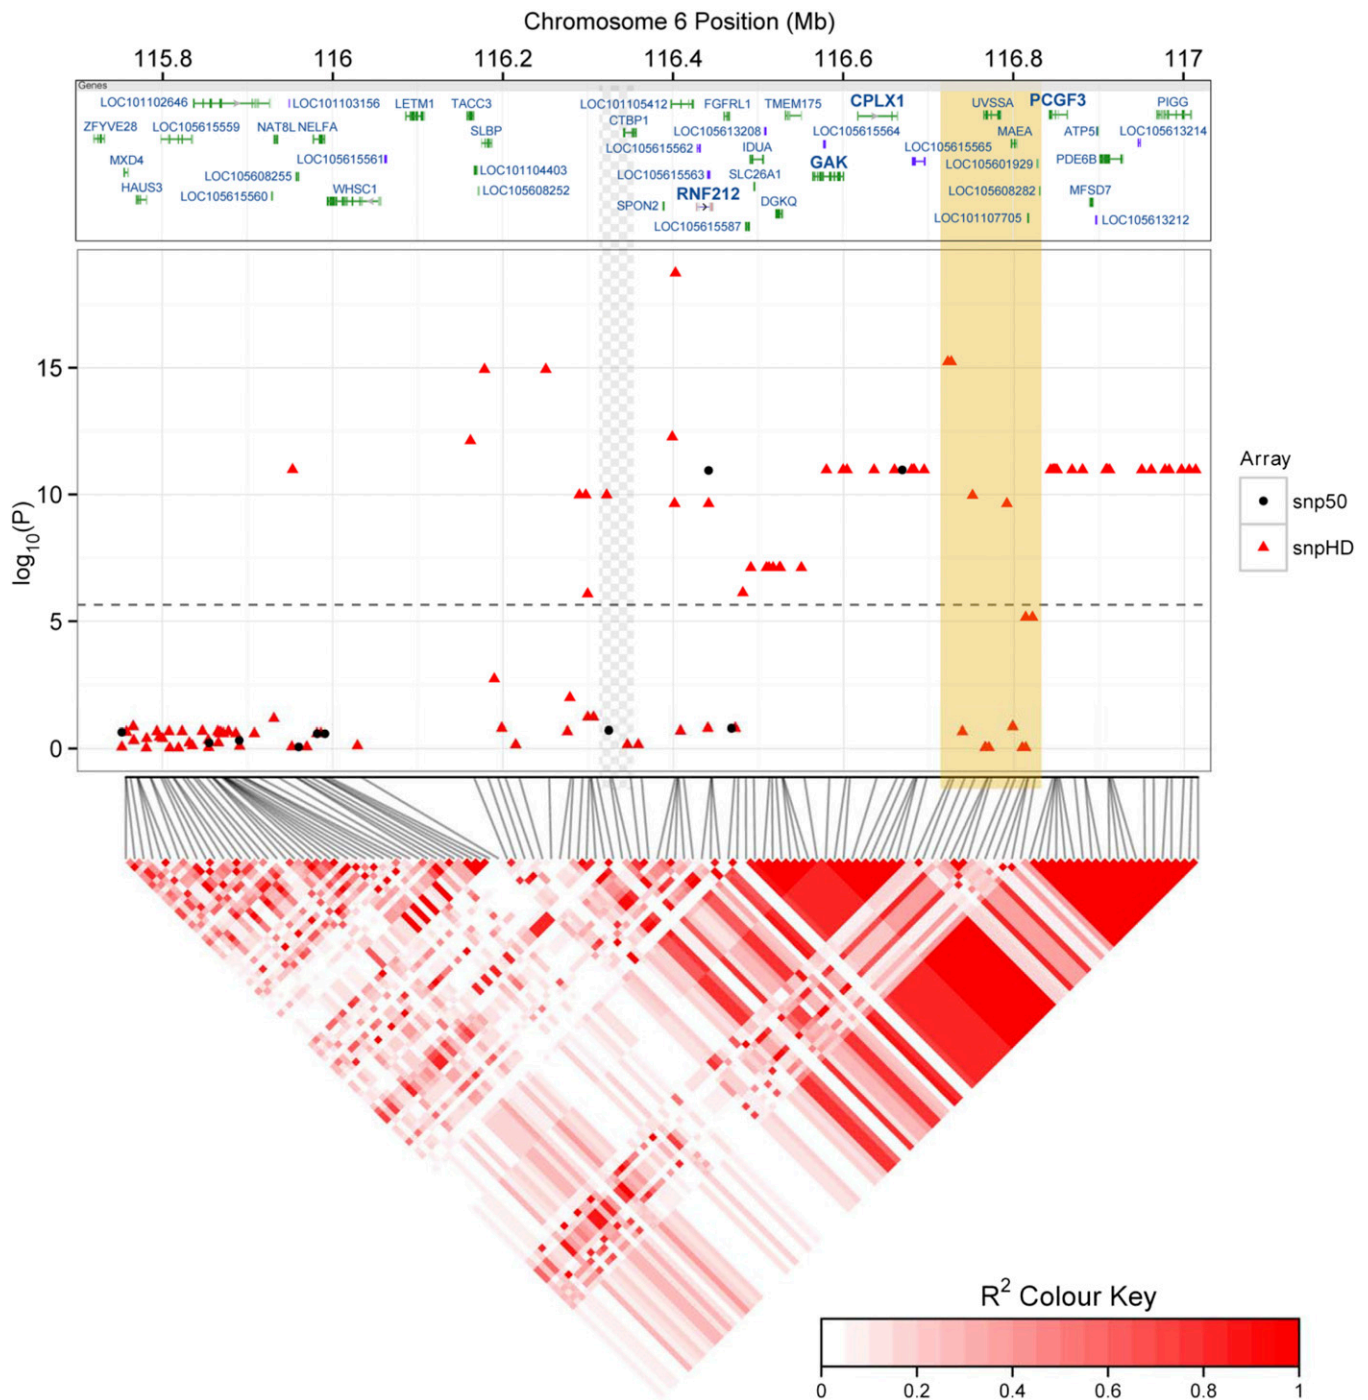 Chromosome 6 Position (Mb)
115.8 116 116.2 116.4 116.6 116.8 117
Genes
LOC101102646 LOC101103156 LETM1 TACC3 LOC101105412 FGFRL1 TMEM175 CPLX1 UVSSA PCGF3 PIGG
ZFYVE28 LOC105615559 NAT8L NELFA SLBP CTBP1 LOC105613208 LOC105615564 MAEA ATP5I LOC105613214
MXD4 LOC105615561 LOC101104403 LOC105615562 IDUA GAK LOC105615565 LOC105601929 PDE6B
HAUS3 LOC105608255 LOC105615563 SLC26A1
LOC105615560 WHSC1 LOC105608252 SPON2 RNF212 DGKQ LOC105608282 MFSD7
LOC105615587 LOC101107705 LOC105613212
log10(P)
15
10
5
0
Array
snp50
snpHD
R2 Colour Key
0 0.2 0.4 0.6 0.8 1